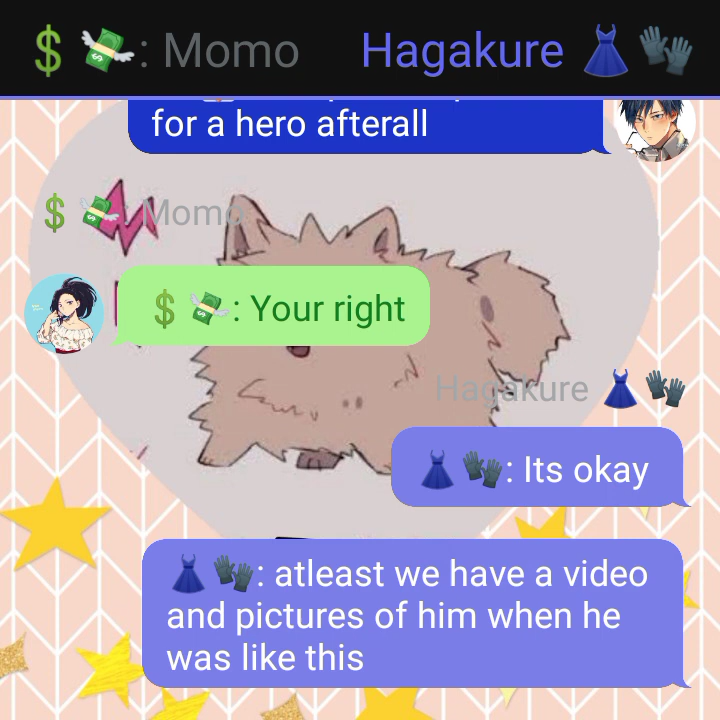 $ 💸: Momo Hagakure 👗🧤
for a hero afterall
$ 💸: Momo
$ 💸: Your right
Hagakure 👗🧤
👗🧤: Its okay
👗🧤: atleast we have a video
and pictures of him when he
was like this